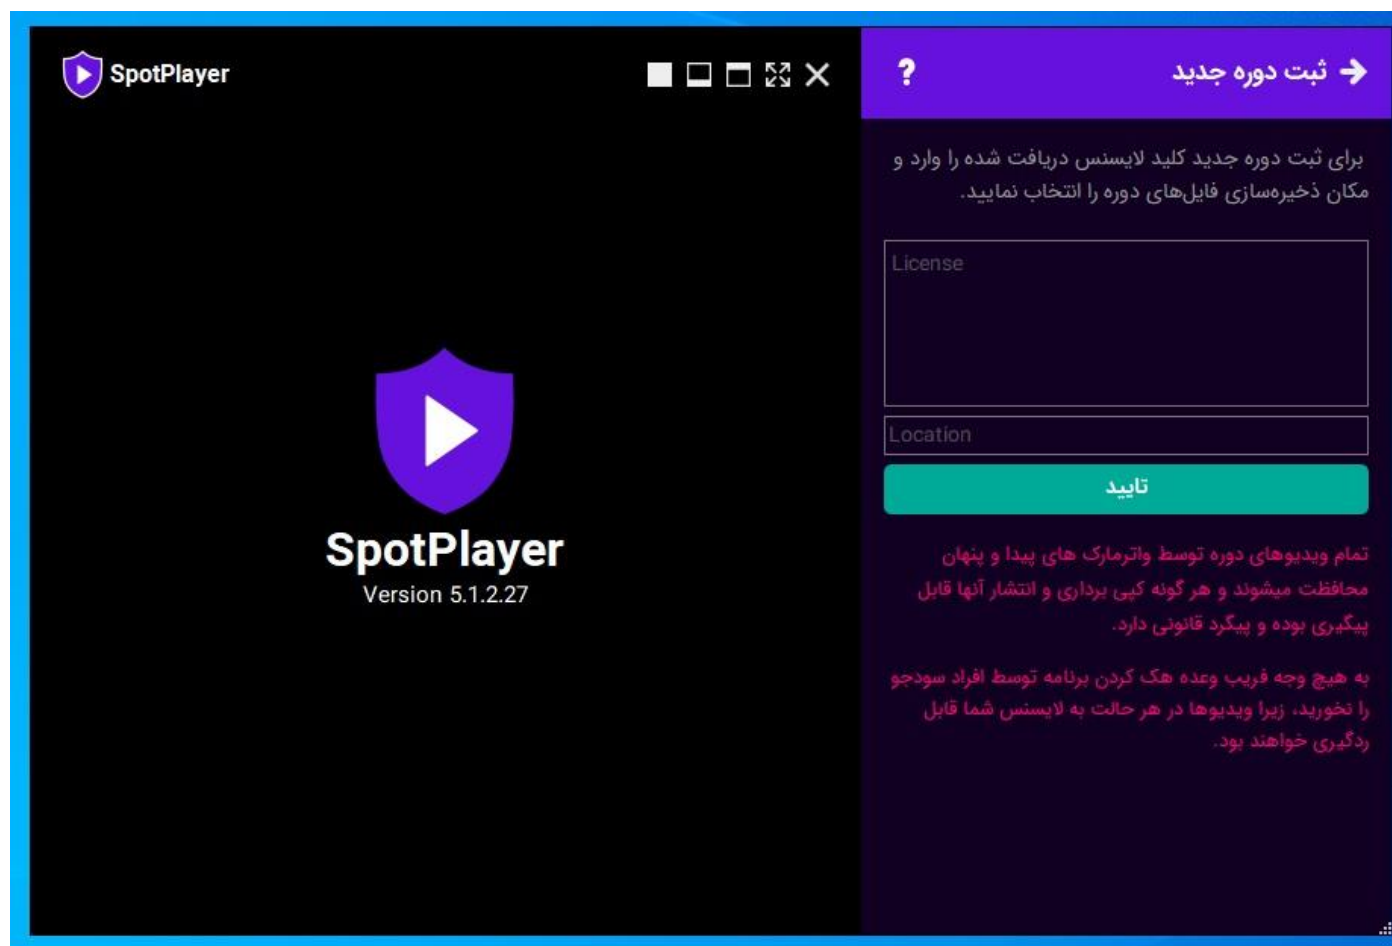 SpotPlayer
ثبت دوره جدید
?
برای ثبت دوره جدید کلید لایسنس دریافت شده را وارد و
مکان ذخیره‌سازی فایل‌های دوره را انتخاب نمایید.
License
Location
تایید
تمام ویدیوهای دوره توسط واترمارک های پیدا و پنهان
محافظت میشوند و هر گونه کپی برداری و انتشار آنها قابل
پیگیری بوده و پیگرد قانونی دارد.
به هیچ وجه فریب وعده هک کردن برنامه توسط افراد سودجو
را نخورید، زیرا ویدیوها در هر حالت به لایسنس شما قابل
ردگیری خواهند بود.
SpotPlayer
Version 5.1.2.27